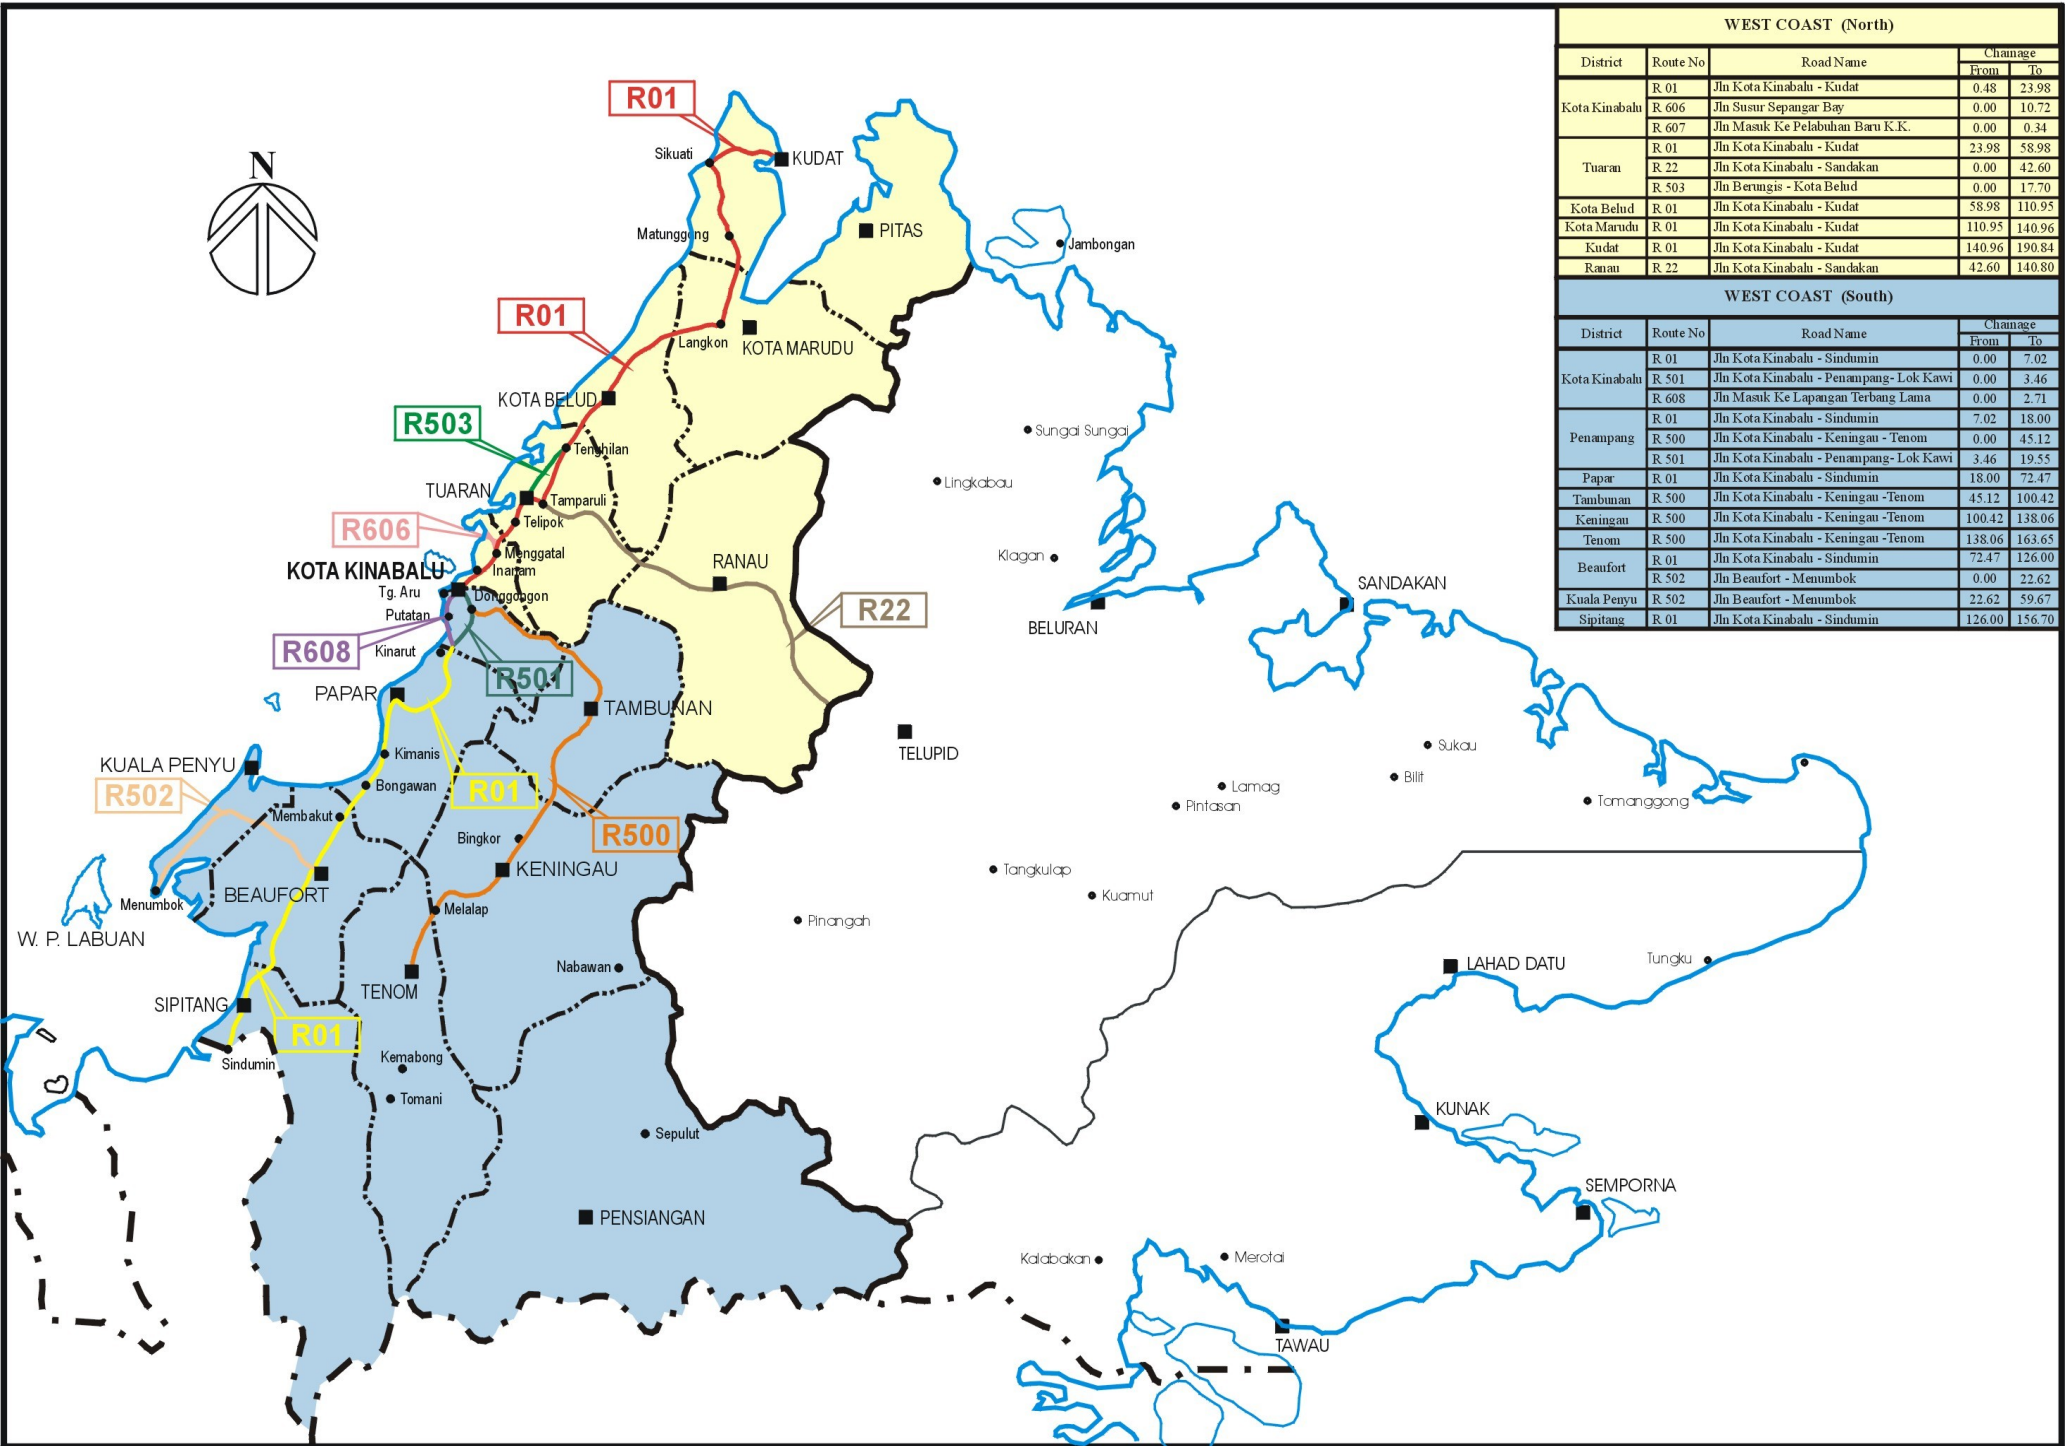 N
R01
Sikuati
KUDAT
Matunggong
PITAS
Jambongan
R01
Langkon
KOTA MARUDU
KOTA BELUD
R503
Tenghilan
Sungai Sungai
TUARAN
Tamparuli
Lingkabau
R606
Telipok
Menggatal
Klagan
RANAU
KOTA KINABALU
Inanam
Tg. Aru
Donggongon
SANDAKAN
Putatan
R22
BELURAN
R608
Kinarut
R501
PAPAR
TAMBUNAN
TELUPID
Kimanis
Sukau
KUALA PENYU
Bilit
Bongawan
R01
Lamag
R502
Pintasan
Tomanggong
Membakut
R500
Bingkor
KENINGAU
Tangkulap
BEAUFORT
Kuamut
Menumbok
Melalap
Pinangah
W. P. LABUAN
Nabawan
LAHAD DATU
Tungku
TENOM
SIPITANG
R01
Sindumin
Kemabong
Tomani
KUNAK
Sepulut
SEMPORNA
PENSIANGAN
Kalabakan
Merotai
TAWAU
WEST COAST (North)
District Route No Road Name Chainage
From To
Kota Kinabalu R 01 Jln Kota Kinabalu - Kudat 0.48 23.98
R 606 Jln Susur Sepangar Bay 0.00 10.72
R 607 Jln Masuk Ke Pelabuhan Baru K.K. 0.00 0.34
Tuaran R 01 Jln Kota Kinabalu - Kudat 23.98 58.98
R 22 Jln Kota Kinabalu - Sandakan 0.00 42.60
R 503 Jln Berungis - Kota Belud 0.00 17.70
Kota Belud R 01 Jln Kota Kinabalu - Kudat 58.98 110.95
Kota Marudu R 01 Jln Kota Kinabalu - Kudat 110.95 140.96
Kudat R 01 Jln Kota Kinabalu - Kudat 140.96 190.84
Ranau R 22 Jln Kota Kinabalu - Sandakan 42.60 140.80
WEST COAST (South)
District Route No Road Name Chainage
From To
Kota Kinabalu R 01 Jln Kota Kinabalu - Sindumin 0.00 7.02
R 501 Jln Kota Kinabalu - Penampang- Lok Kawi 0.00 3.46
R 608 Jln Masuk Ke Lapangan Terbang Lama 0.00 2.71
Penampang R 01 Jln Kota Kinabalu - Sindumin 7.02 18.00
R 500 Jln Kota Kinabalu - Keningau - Tenom 0.00 45.12
R 501 Jln Kota Kinabalu - Penampang- Lok Kawi 3.46 19.55
Papar R 01 Jln Kota Kinabalu - Sindumin 18.00 72.47
Tambunan R 500 Jln Kota Kinabalu - Keningau -Tenom 45.12 100.42
Keningau R 500 Jln Kota Kinabalu - Keningau -Tenom 100.42 138.06
Tenom R 500 Jln Kota Kinabalu - Keningau -Tenom 138.06 163.65
Beaufort R 01 Jln Kota Kinabalu - Sindumin 72.47 126.00
R 502 Jln Beaufort - Menumbok 0.00 22.62
Kuala Penyu R 502 Jln Beaufort - Menumbok 22.62 59.67
Sipitang R 01 Jln Kota Kinabalu - Sindumin 126.00 156.70